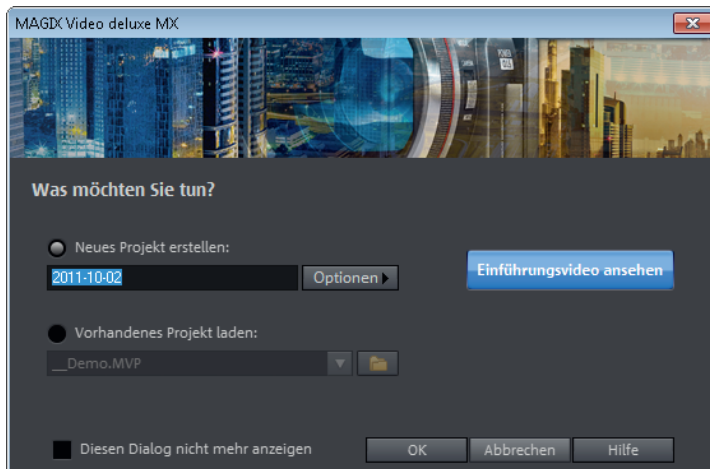 MAGIX Video deluxe MX
POWER
Was möchten Sie tun?
Neues Projekt erstellen:
2011-10-02
Optionen
Einführungsvideo ansehen
Vorhandenes Projekt laden:
__Demo.MVP
Diesen Dialog nicht mehr anzeigen
OK
Abbrechen
Hilfe